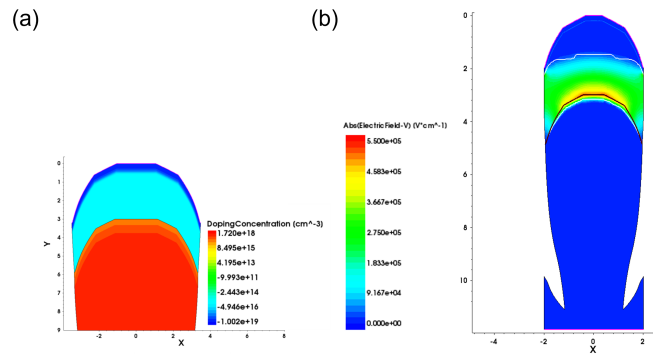 (a)
(b)
0
1
2
3
4
5
6
7
8
9
Y
-4
-2
0
2
4
8
X
DopingConcentration (cm^-3)
1.720e+18
8.495e+15
4.195e+13
-9.993e+11
-2.443e+14
-4.946e+16
-1.002e+19
Abs(ElectricField-V) (V*cm^-1)
5.500e+05
4.583e+05
3.667e+05
2.750e+05
1.833e+05
9.167e+04
0.000e+00
0
2
4
6
8
10
-4
-2
0
2
X